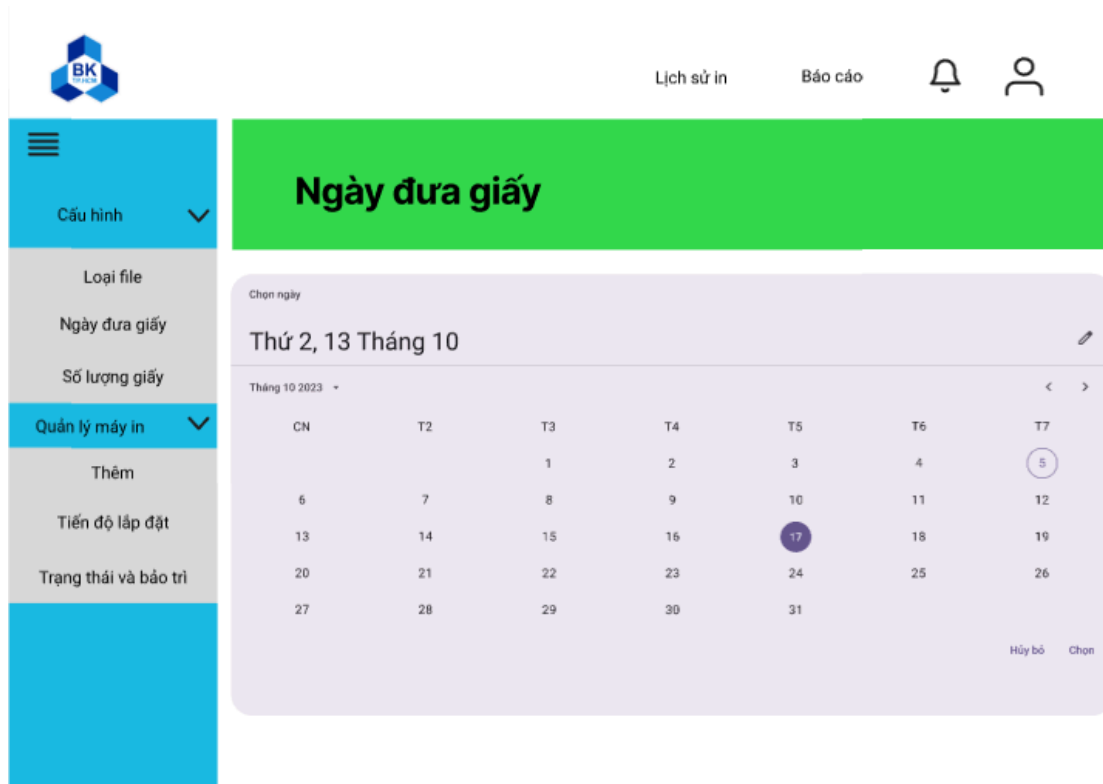 BK
TP.HCM
Lịch sử in
Báo cáo
Cấu hình
Loại file
Ngày đưa giấy
Số lượng giấy
Quản lý máy in
Thêm
Tiến độ lắp đặt
Trạng thái và bảo trì
Ngày đưa giấy
Chọn ngày
Thứ 2, 13 Tháng 10
Tháng 10 2023
CN T2 T3 T4 T5 T6 T7
1 2 3 4 5
6 7 8 9 10 11 12
13 14 15 16 17 18 19
20 21 22 23 24 25 26
27 28 29 30 31
Hủy bỏ Chọn